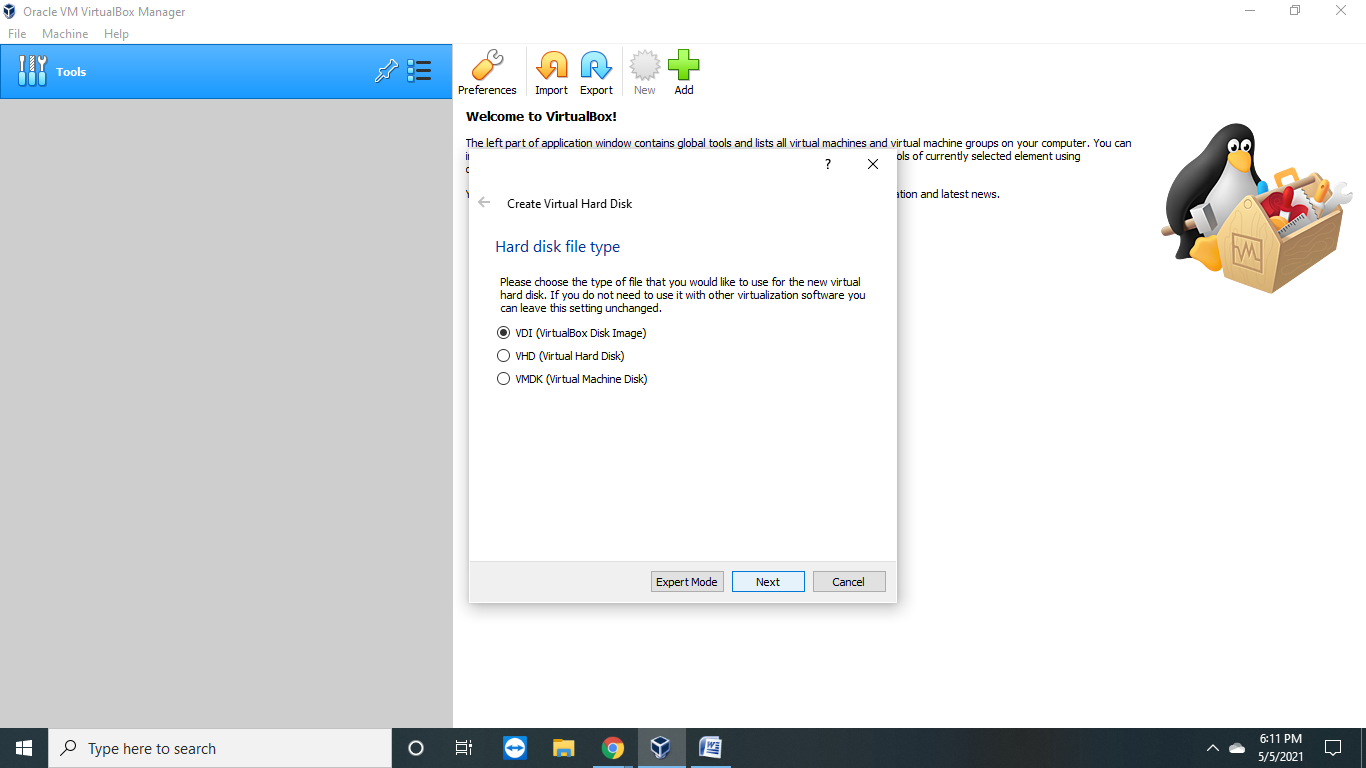 Oracle VM VirtualBox Manager
File Machine Help
Tools
Preferences Import Export New Add
Welcome to VirtualBox!
The left part of application window contains global tools and lists all virtual machines and virtual machine groups on your computer. You can
ols of currently selected element using
ation and latest news.
?
Create Virtual Hard Disk
Hard disk file type
Please choose the type of file that you would like to use for the new virtual
hard disk. If you do not need to use it with other virtualization software you
can leave this setting unchanged.
VDI (VirtualBox Disk Image)
VHD (Virtual Hard Disk)
VMDK (Virtual Machine Disk)
Expert Mode Next Cancel
Type here to search
6:11 PM
5/5/2021